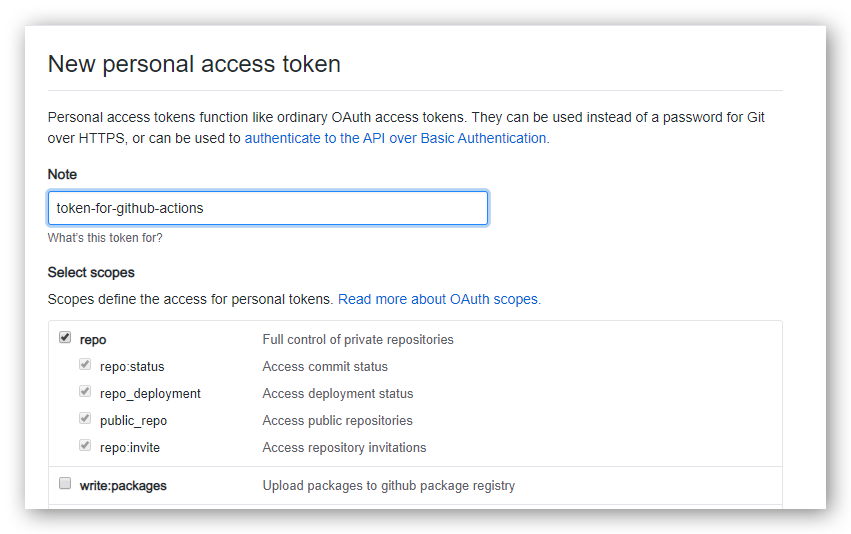 New personal access token
Personal access tokens function like ordinary OAuth access tokens. They can be used instead of a password for Git
over HTTPS, or can be used to authenticate to the API over Basic Authentication.
Note
token-for-github-actions
What's this token for?
Select scopes
Scopes define the access for personal tokens. Read more about OAuth scopes.
repo Full control of private repositories
repo:status Access commit status
repo_deployment Access deployment status
public_repo Access public repositories
repo:invite Access repository invitations
write:packages Upload packages to github package registry